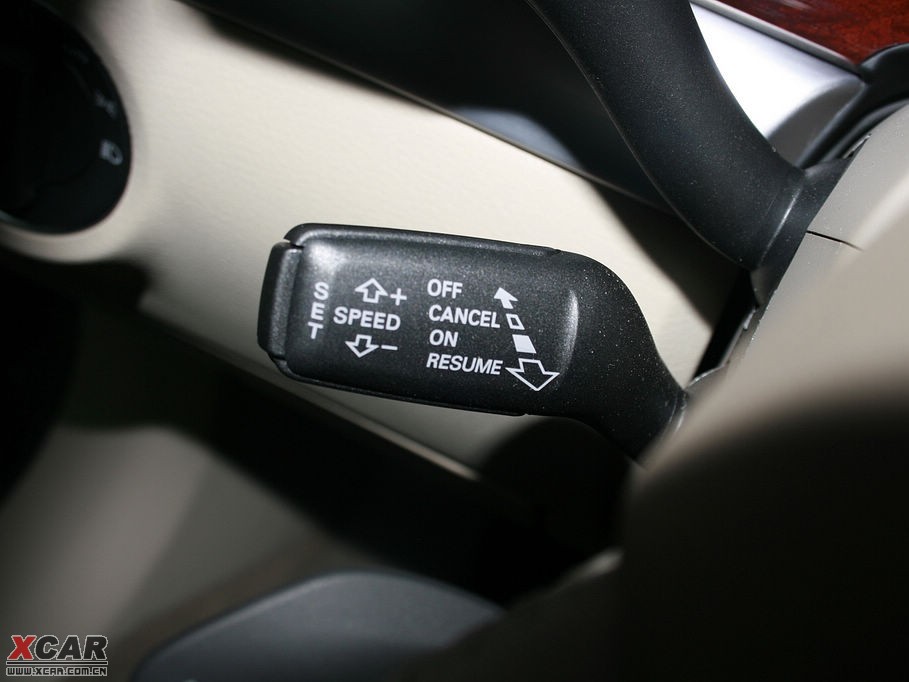 SET
SPEED
+
−
OFF
CANCEL
ON
RESUME
XCAR
WWW.XCAR.COM.CN